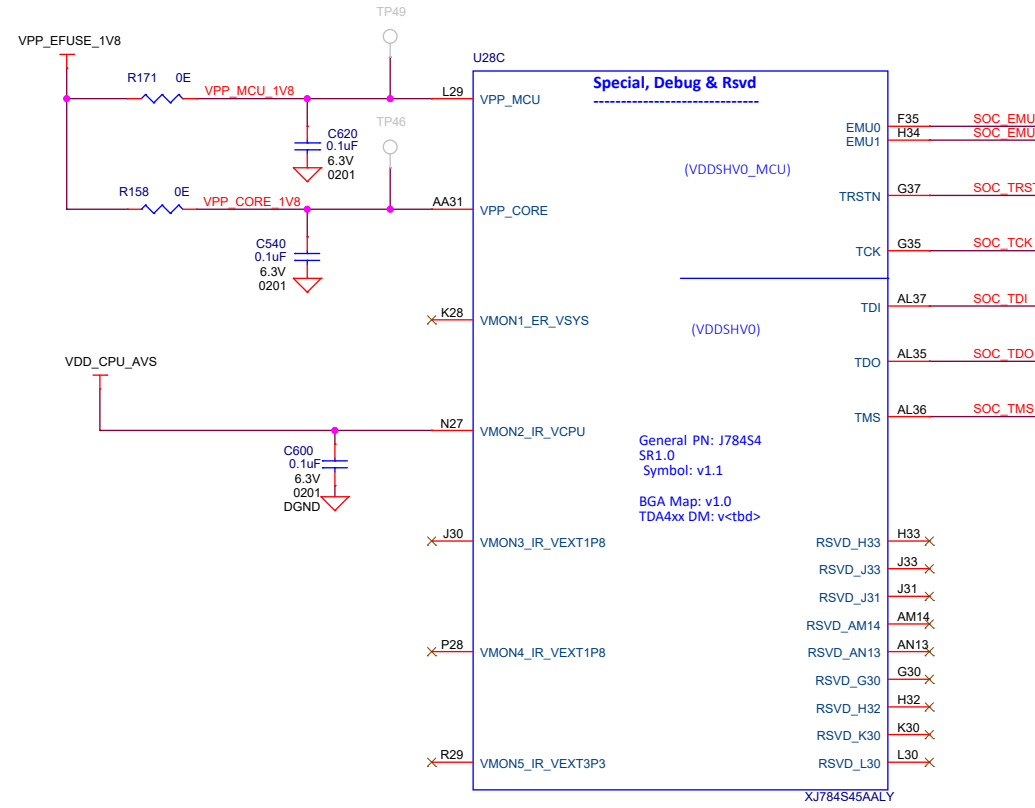 TP49
VPP_EFUSE_1V8
U28C
R171 0E
VPP_MCU_1V8
L29
VPP_MCU
Special, Debug & Rsvd
------------------------------
C620
0.1uF
6.3V
0201
TP46
R158 0E
VPP_CORE_1V8
AA31
VPP_CORE
C540
0.1uF
6.3V
0201
K28
VMON1_ER_VSYS
VDD_CPU_AVS
N27
VMON2_IR_VCPU
C600
0.1uF
6.3V
0201
DGND
J30
VMON3_IR_VEXT1P8
P28
VMON4_IR_VEXT1P8
R29
VMON5_IR_VEXT3P3
(VDDSHV0_MCU)
(VDDSHV0)
General PN: J784S4
SR1.0
Symbol: v1.1
BGA Map: v1.0
TDA4xx DM: v<tbd>
EMU0 F35 SOC_EMU
EMU1 H34 SOC_EMU
TRSTN G37 SOC_TRST
TCK G35 SOC_TCK
TDI AL37 SOC_TDI
TDO AL35 SOC_TDO
TMS AL36 SOC_TMS
RSVD_H33 H33
RSVD_J33 J33
RSVD_J31 J31
RSVD_AM14 AM14
RSVD_AN13 AN13
RSVD_G30 G30
RSVD_H32 H32
RSVD_K30 K30
RSVD_L30 L30
XJ784S45AALY